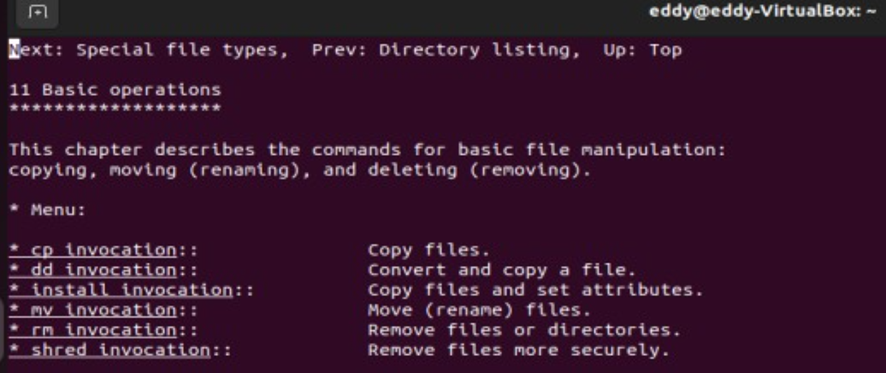 eddy@eddy-VirtualBox: ~
Next: Special file types,  Prev: Directory listing,  Up: Top
11 Basic operations
*******************
This chapter describes the commands for basic file manipulation:
copying, moving (renaming), and deleting (removing).
* Menu:
* cp invocation::                Copy files.
* dd invocation::                Convert and copy a file.
* install invocation::           Copy files and set attributes.
* mv invocation::                Move (rename) files.
* rm invocation::                Remove files or directories.
* shred invocation::             Remove files more securely.